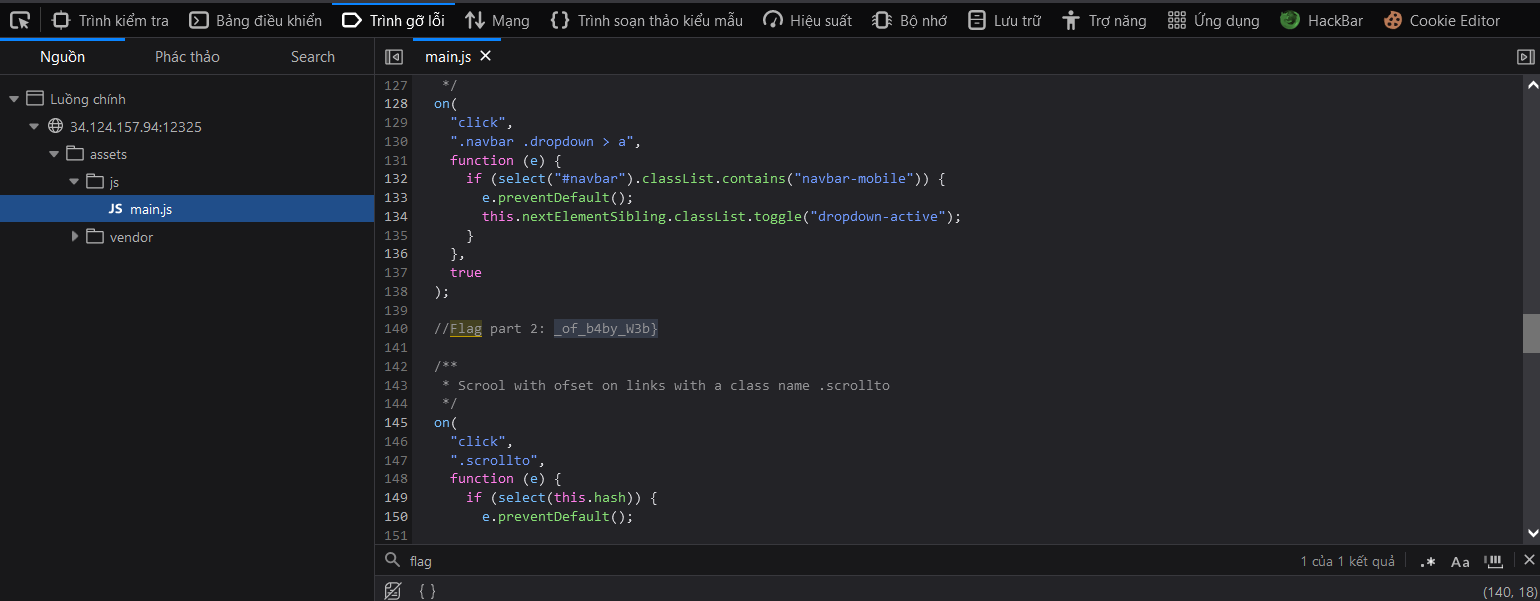 Trình kiểm tra Bảng điều khiển Trình gỡ lỗi Mạng {} Trình soạn thảo kiểu mẫu Hiệu suất Bộ nhớ Lưu trữ Trợ năng Ứng dụng HackBar Cookie Editor
Nguồn Phác thảo Search main.js
Luồng chính
34.124.157.94:12325
assets
js
JS main.js
vendor
127 */
128 on(
129 "click",
130 ".navbar .dropdown > a",
131 function (e) {
132 if (select("#navbar").classList.contains("navbar-mobile")) {
133 e.preventDefault();
134 this.nextElementSibling.classList.toggle("dropdown-active");
135 }
136 },
137 true
138 );
139
140 //Flag part 2: _of_b4by_W3b}
141
142 /**
143 * Scrool with ofset on links with a class name .scrollto
144 */
145 on(
146 "click",
147 ".scrollto",
148 function (e) {
149 if (select(this.hash)) {
150 e.preventDefault();
151
flag 1 của 1 kết quả .* Aa
{ } (140, 18)